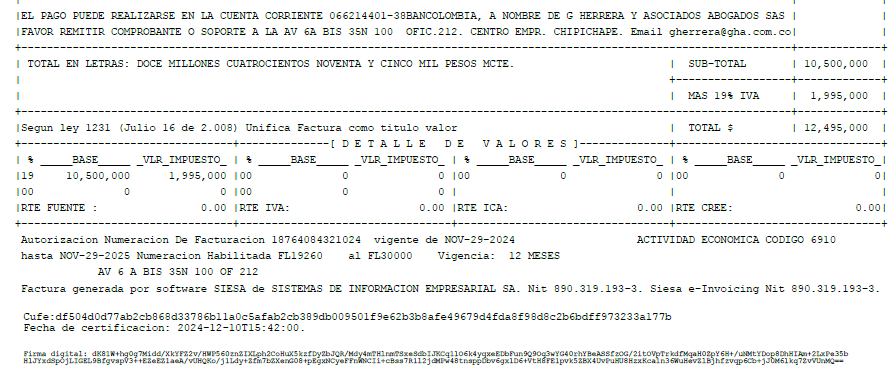 EL PAGO PUEDE REALIZARSE EN LA CUENTA CORRIENTE 066214401-38BANCOLOMBIA, A NOMBRE DE G HERRERA Y ASOCIADOS ABOGADOS SAS
FAVOR REMITIR COMPROBANTE O SOPORTE A LA AV 6A BIS 35N 100 OFIC.212. CENTRO EMPR. CHIPICHAPE. Email gherrera@gha.com.co
TOTAL EN LETRAS: DOCE MILLONES CUATROCIENTOS NOVENTA Y CINCO MIL PESOS MCTE. SUB-TOTAL 10,500,000
MAS 19% IVA 1,995,000
Segun ley 1231 (Julio 16 de 2.008) Unifica Factura como titulo valor TOTAL $ 12,495,000
[ D E T A L L E D E V A L O R E S ]
% BASE VLR_IMPUESTO % BASE VLR_IMPUESTO % BASE VLR_IMPUESTO % BASE VLR_IMPUESTO
19 10,500,000 1,995,000 00 0 0 00 0 0 00 0 0
00 0 0 00 0 0
RTE FUENTE : 0.00 RTE IVA: 0.00 RTE ICA: 0.00 RTE CREE: 0.00
Autorizacion Numeracion De Facturacion 18764084321024 vigente de NOV-29-2024 ACTIVIDAD ECONOMICA CODIGO 6910
hasta NOV-29-2025 Numeracion Habilitada FL19260 al FL30000 Vigencia: 12 MESES
AV 6 A BIS 35N 100 OF 212
Factura generada por software SIESA de SISTEMAS DE INFORMACION EMPRESARIAL SA. Nit 890.319.193-3. Siesa e-Invoicing Nit 890.319.193-3.
Cufe:df504d0d77ab2cb868d33786b11a0c5afab2cb389db009501f9e62b3b8afe49679d4fda8f98d8c2b6bdff973233a177b
Fecha de certificacion: 2024-12-10T15:42:00.
Firma digital: